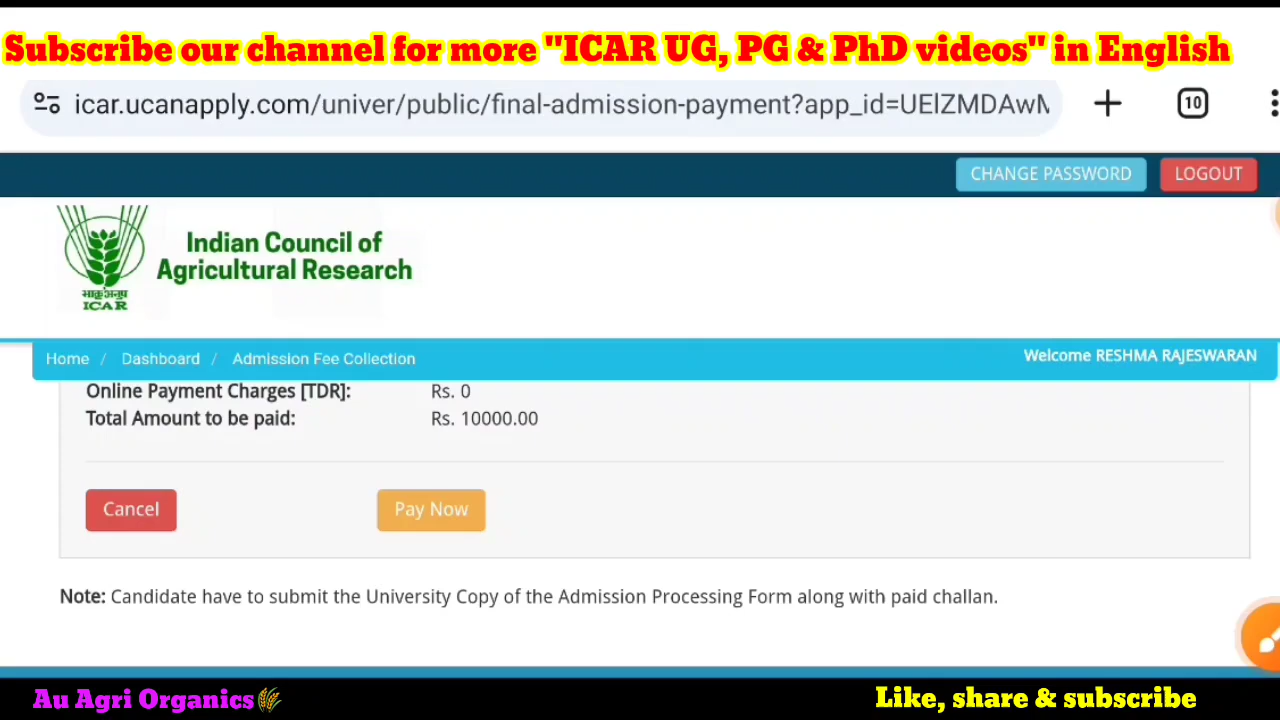 Subscribe our channel for more "ICAR UG, PG & PhD videos" in English
icar.ucanapply.com/univer/public/final-admission-payment?app_id=UElZMDAwM
10
CHANGE PASSWORD LOGOUT
Indian Council of
Agricultural Research
भाकृअनुप
ICAR
Home / Dashboard / Admission Fee Collection
Welcome RESHMA RAJESWARAN
Online Payment Charges [TDR]: Rs. 0
Total Amount to be paid: Rs. 10000.00
Cancel Pay Now
Note: Candidate have to submit the University Copy of the Admission Processing Form along with paid challan.
Au Agri Organics🌾
Like, share & subscribe